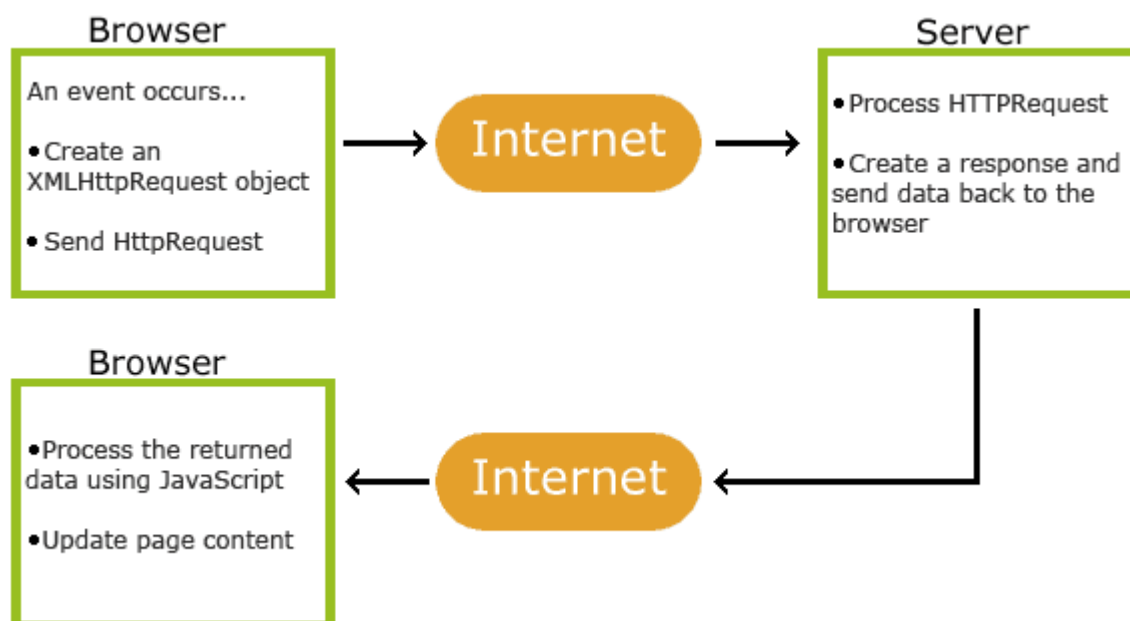 Browser
An event occurs...
•Create an
XMLHttpRequest object
• Send HttpRequest
Internet
Server
•Process HTTPRequest
•Create a response and
send data back to the
browser
Browser
•Process the returned
data using JavaScript
•Update page content
Internet